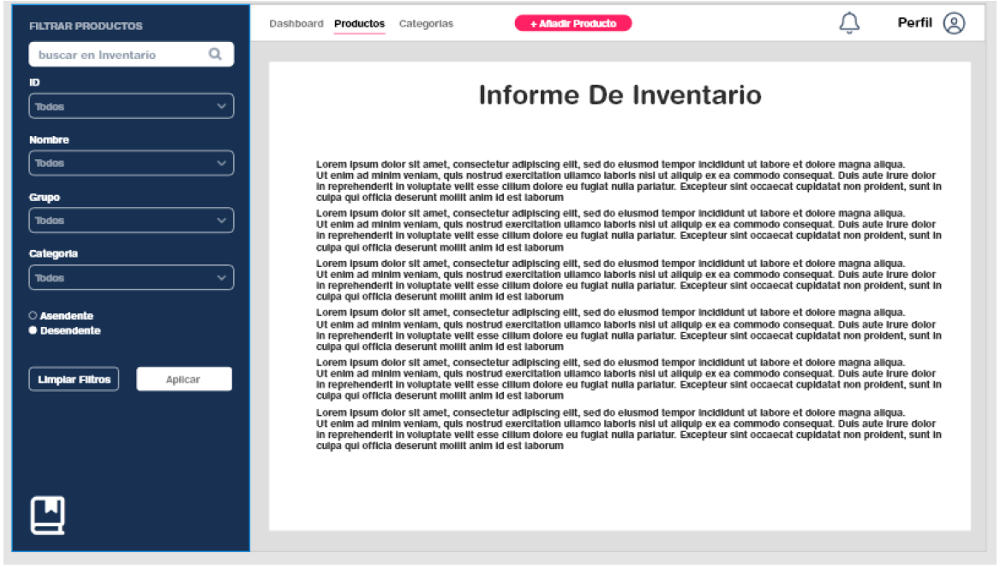 FILTRAR PRODUCTOS
buscar en Inventario
ID
Todos
Nombre
Todos
Grupo
Todos
Categoria
Todos
Asendente
Desendente
Limpiar Filtros
Aplicar
Dashboard Productos Categorias + Añadir Producto Perfil
Informe De Inventario
Lorem ipsum dolor sit amet, consectetur adipiscing elit, sed do eiusmod tempor incididunt ut labore et dolore magna aliqua.
Ut enim ad minim veniam, quis nostrud exercitation ullamco laboris nisi ut aliquip ex ea commodo consequat. Duis aute irure dolor
in reprehenderit in voluptate velit esse cillum dolore eu fugiat nulla pariatur. Excepteur sint occaecat cupidatat non proident, sunt in
culpa qui officia deserunt mollit anim id est laborum
Lorem ipsum dolor sit amet, consectetur adipiscing elit, sed do eiusmod tempor incididunt ut labore et dolore magna aliqua.
Ut enim ad minim veniam, quis nostrud exercitation ullamco laboris nisi ut aliquip ex ea commodo consequat. Duis aute irure dolor
in reprehenderit in voluptate velit esse cillum dolore eu fugiat nulla pariatur. Excepteur sint occaecat cupidatat non proident, sunt in
culpa qui officia deserunt mollit anim id est laborum
Lorem ipsum dolor sit amet, consectetur adipiscing elit, sed do eiusmod tempor incididunt ut labore et dolore magna aliqua.
Ut enim ad minim veniam, quis nostrud exercitation ullamco laboris nisi ut aliquip ex ea commodo consequat. Duis aute irure dolor
in reprehenderit in voluptate velit esse cillum dolore eu fugiat nulla pariatur. Excepteur sint occaecat cupidatat non proident, sunt in
culpa qui officia deserunt mollit anim id est laborum
Lorem ipsum dolor sit amet, consectetur adipiscing elit, sed do eiusmod tempor incididunt ut labore et dolore magna aliqua.
Ut enim ad minim veniam, quis nostrud exercitation ullamco laboris nisi ut aliquip ex ea commodo consequat. Duis aute irure dolor
in reprehenderit in voluptate velit esse cillum dolore eu fugiat nulla pariatur. Excepteur sint occaecat cupidatat non proident, sunt in
culpa qui officia deserunt mollit anim id est laborum
Lorem ipsum dolor sit amet, consectetur adipiscing elit, sed do eiusmod tempor incididunt ut labore et dolore magna aliqua.
Ut enim ad minim veniam, quis nostrud exercitation ullamco laboris nisi ut aliquip ex ea commodo consequat. Duis aute irure dolor
in reprehenderit in voluptate velit esse cillum dolore eu fugiat nulla pariatur. Excepteur sint occaecat cupidatat non proident, sunt in
culpa qui officia deserunt mollit anim id est laborum
Lorem ipsum dolor sit amet, consectetur adipiscing elit, sed do eiusmod tempor incididunt ut labore et dolore magna aliqua.
Ut enim ad minim veniam, quis nostrud exercitation ullamco laboris nisi ut aliquip ex ea commodo consequat. Duis aute irure dolor
in reprehenderit in voluptate velit esse cillum dolore eu fugiat nulla pariatur. Excepteur sint occaecat cupidatat non proident, sunt in
culpa qui officia deserunt mollit anim id est laborum